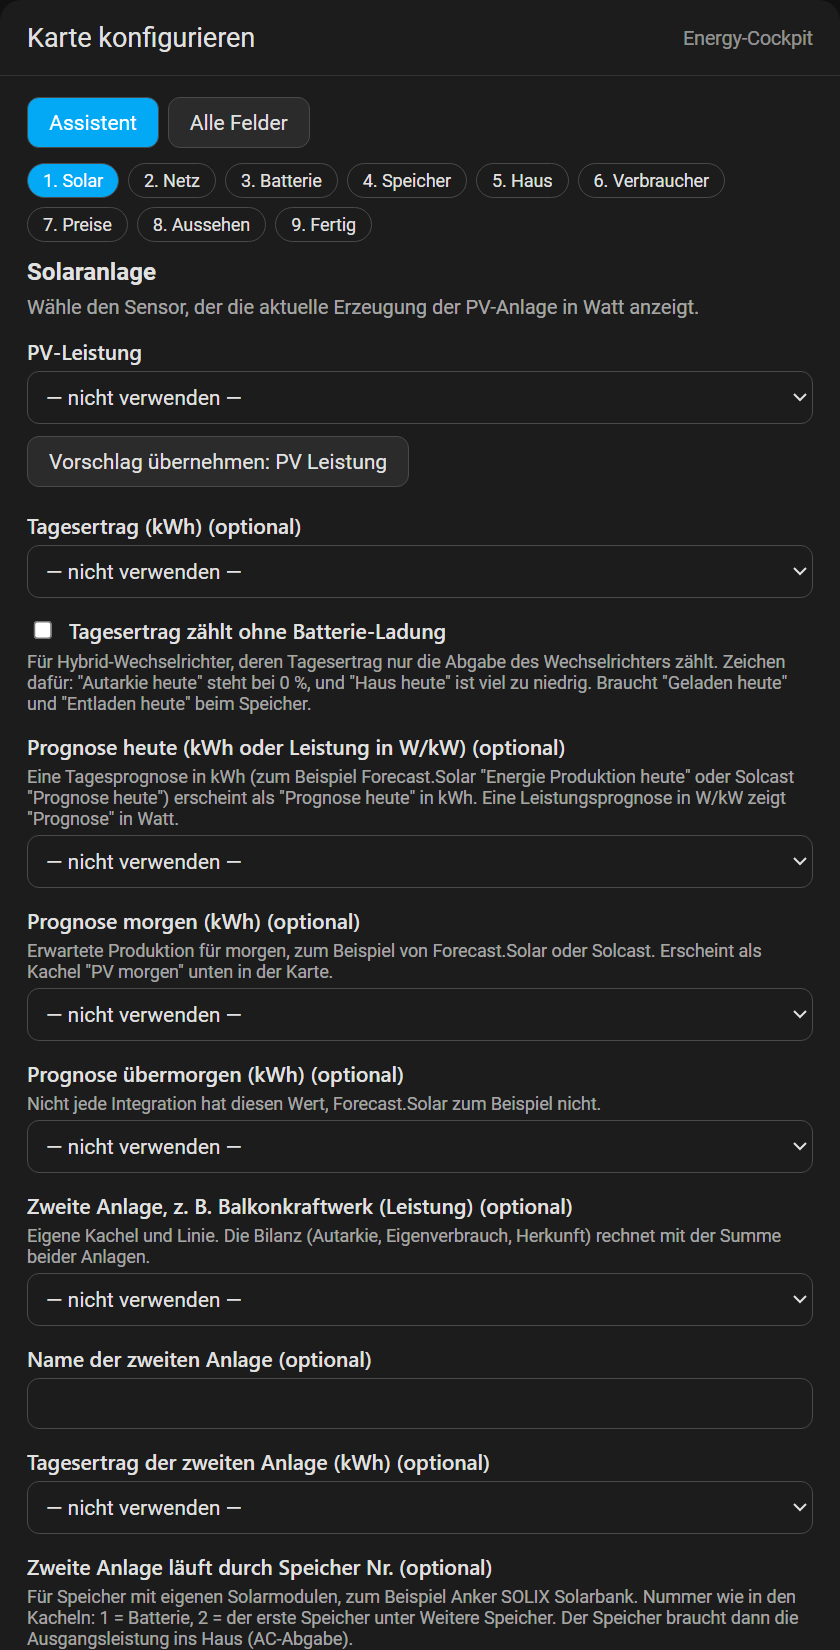 Karte konfigurieren
Energy-Cockpit
Assistent
Alle Felder
1. Solar
2. Netz
3. Batterie
4. Speicher
5. Haus
6. Verbraucher
7. Preise
8. Aussehen
9. Fertig
Solaranlage
Wähle den Sensor, der die aktuelle Erzeugung der PV-Anlage in Watt anzeigt.
PV-Leistung
— nicht verwenden —
Vorschlag übernehmen: PV Leistung
Tagesertrag (kWh) (optional)
— nicht verwenden —
Tagesertrag zählt ohne Batterie-Ladung
Für Hybrid-Wechselrichter, deren Tagesertrag nur die Abgabe des Wechselrichters zählt. Zeichen
dafür: "Autarkie heute" steht bei 0 %, und "Haus heute" ist viel zu niedrig. Braucht "Geladen heute"
und "Entladen heute" beim Speicher.
Prognose heute (kWh oder Leistung in W/kW) (optional)
Eine Tagesprognose in kWh (zum Beispiel Forecast.Solar "Energie Produktion heute" oder Solcast
"Prognose heute") erscheint als "Prognose heute" in kWh. Eine Leistungsprognose in W/kW zeigt
"Prognose" in Watt.
— nicht verwenden —
Prognose morgen (kWh) (optional)
Erwartete Produktion für morgen, zum Beispiel von Forecast.Solar oder Solcast. Erscheint als
Kachel "PV morgen" unten in der Karte.
— nicht verwenden —
Prognose übermorgen (kWh) (optional)
Nicht jede Integration hat diesen Wert, Forecast.Solar zum Beispiel nicht.
— nicht verwenden —
Zweite Anlage, z. B. Balkonkraftwerk (Leistung) (optional)
Eigene Kachel und Linie. Die Bilanz (Autarkie, Eigenverbrauch, Herkunft) rechnet mit der Summe
beider Anlagen.
— nicht verwenden —
Name der zweiten Anlage (optional)
Tagesertrag der zweiten Anlage (kWh) (optional)
— nicht verwenden —
Zweite Anlage läuft durch Speicher Nr. (optional)
Für Speicher mit eigenen Solarmodulen, zum Beispiel Anker SOLIX Solarbank. Nummer wie in den
Kacheln: 1 = Batterie, 2 = der erste Speicher unter Weitere Speicher. Der Speicher braucht dann die
Ausgangsleistung ins Haus (AC-Abgabe).